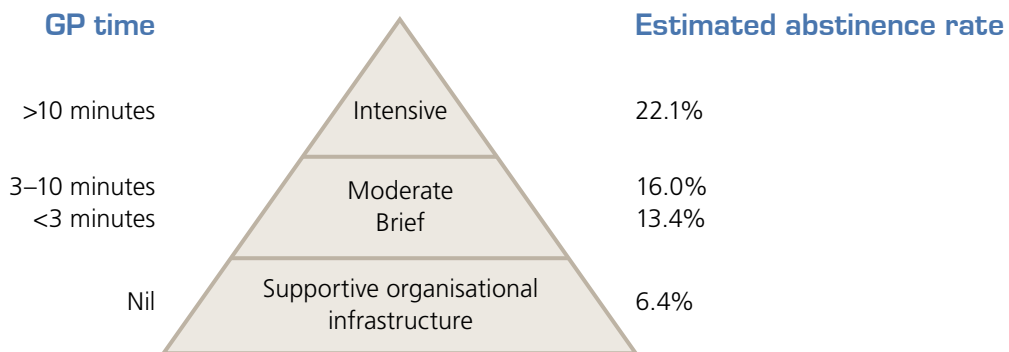 GP time
Estimated abstinence rate
>10 minutes
Intensive
22.1%
3–10 minutes
Moderate
16.0%
<3 minutes
Brief
13.4%
Nil
Supportive organisational
infrastructure
6.4%